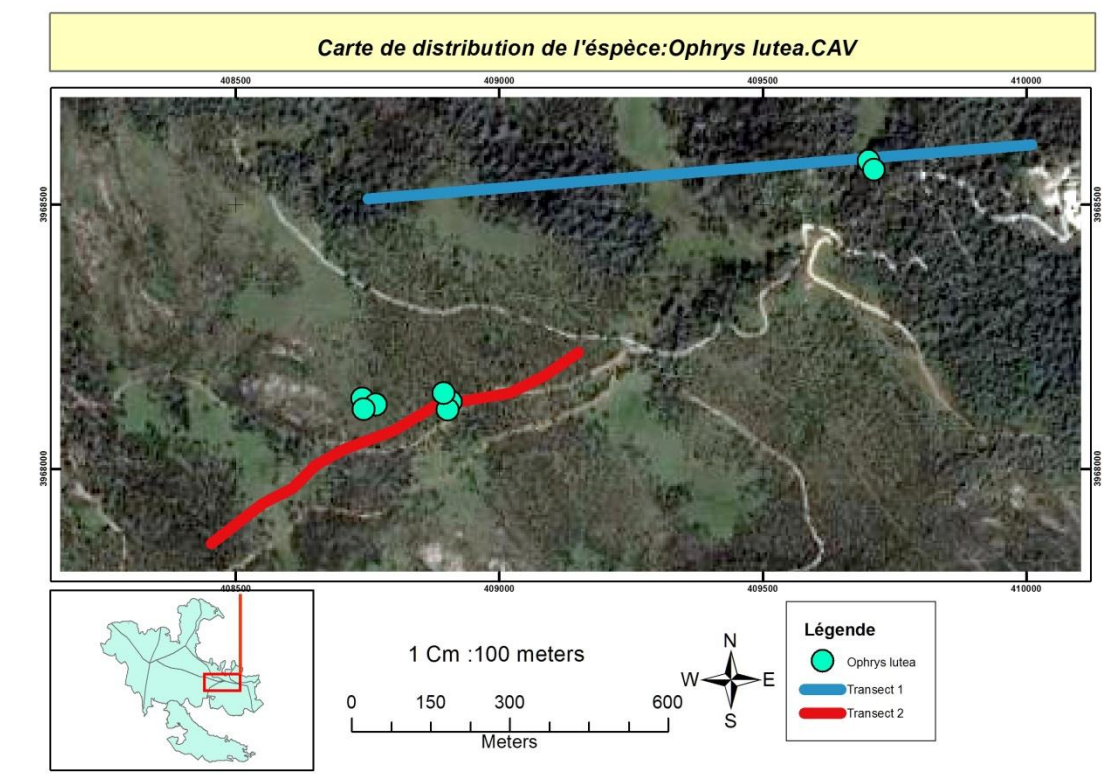 Carte de distribution de l'éspèce:Ophrys lutea.CAV
408500 409000 409500 410000
3968500 3968500
3968000 3968000
408500 409000 409500 410000
1 Cm :100 meters
0 150 300 600
Meters
N
W E
S
Légende
Ophrys lutea
Transect 1
Transect 2